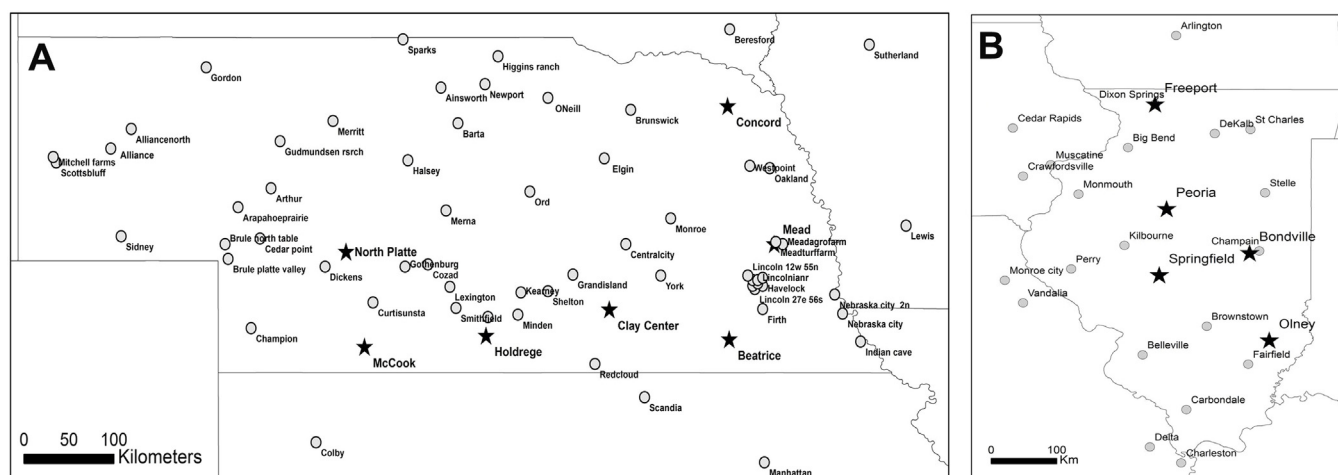 A
Beresford
Sutherland
Sparks
Higgins ranch
Gordon
Ainsworth
Newport
ONeill
Brunswick
Concord
Merritt
Barta
Alliancenorth
Alliance
Gudmundsen rsrch
Mitchell farms
Scottsbluff
Halsey
Elgin
Westpoint
Oakland
Arthur
Ord
Arapahoeprairie
Merna
Monroe
Lewis
Sidney
Brule north table
Cedar point
North Platte
Centralcity
Mead
Meadagrofarm
Meadturffarm
Brule platte valley
Dickens
Gothenburg
Cozad
Grandisland
York
Lincoln 12w 55n
Lincolnianr
Havelock
Lincoln 27e 56s
Lexington
Kearney
Shelton
Curtisunsta
Smithfield
Minden
Clay Center
Firth
Nebraska city 2n
Nebraska city
Champion
McCook
Holdrege
Beatrice
Indian cave
Redcloud
Scandia
Colby
Manhattan
0 50 100
Kilometers
B
Arlington
Dixon Springs
Freeport
Cedar Rapids
DeKalb
St Charles
Big Bend
Muscatine
Crawfordsville
Monmouth
Peoria
Stelle
Kilbourne
Champain
Bondville
Perry
Springfield
Monroe city
Vandalia
Brownstown
Olney
Belleville
Fairfield
Carbondale
Delta
Charleston
0 100
Km